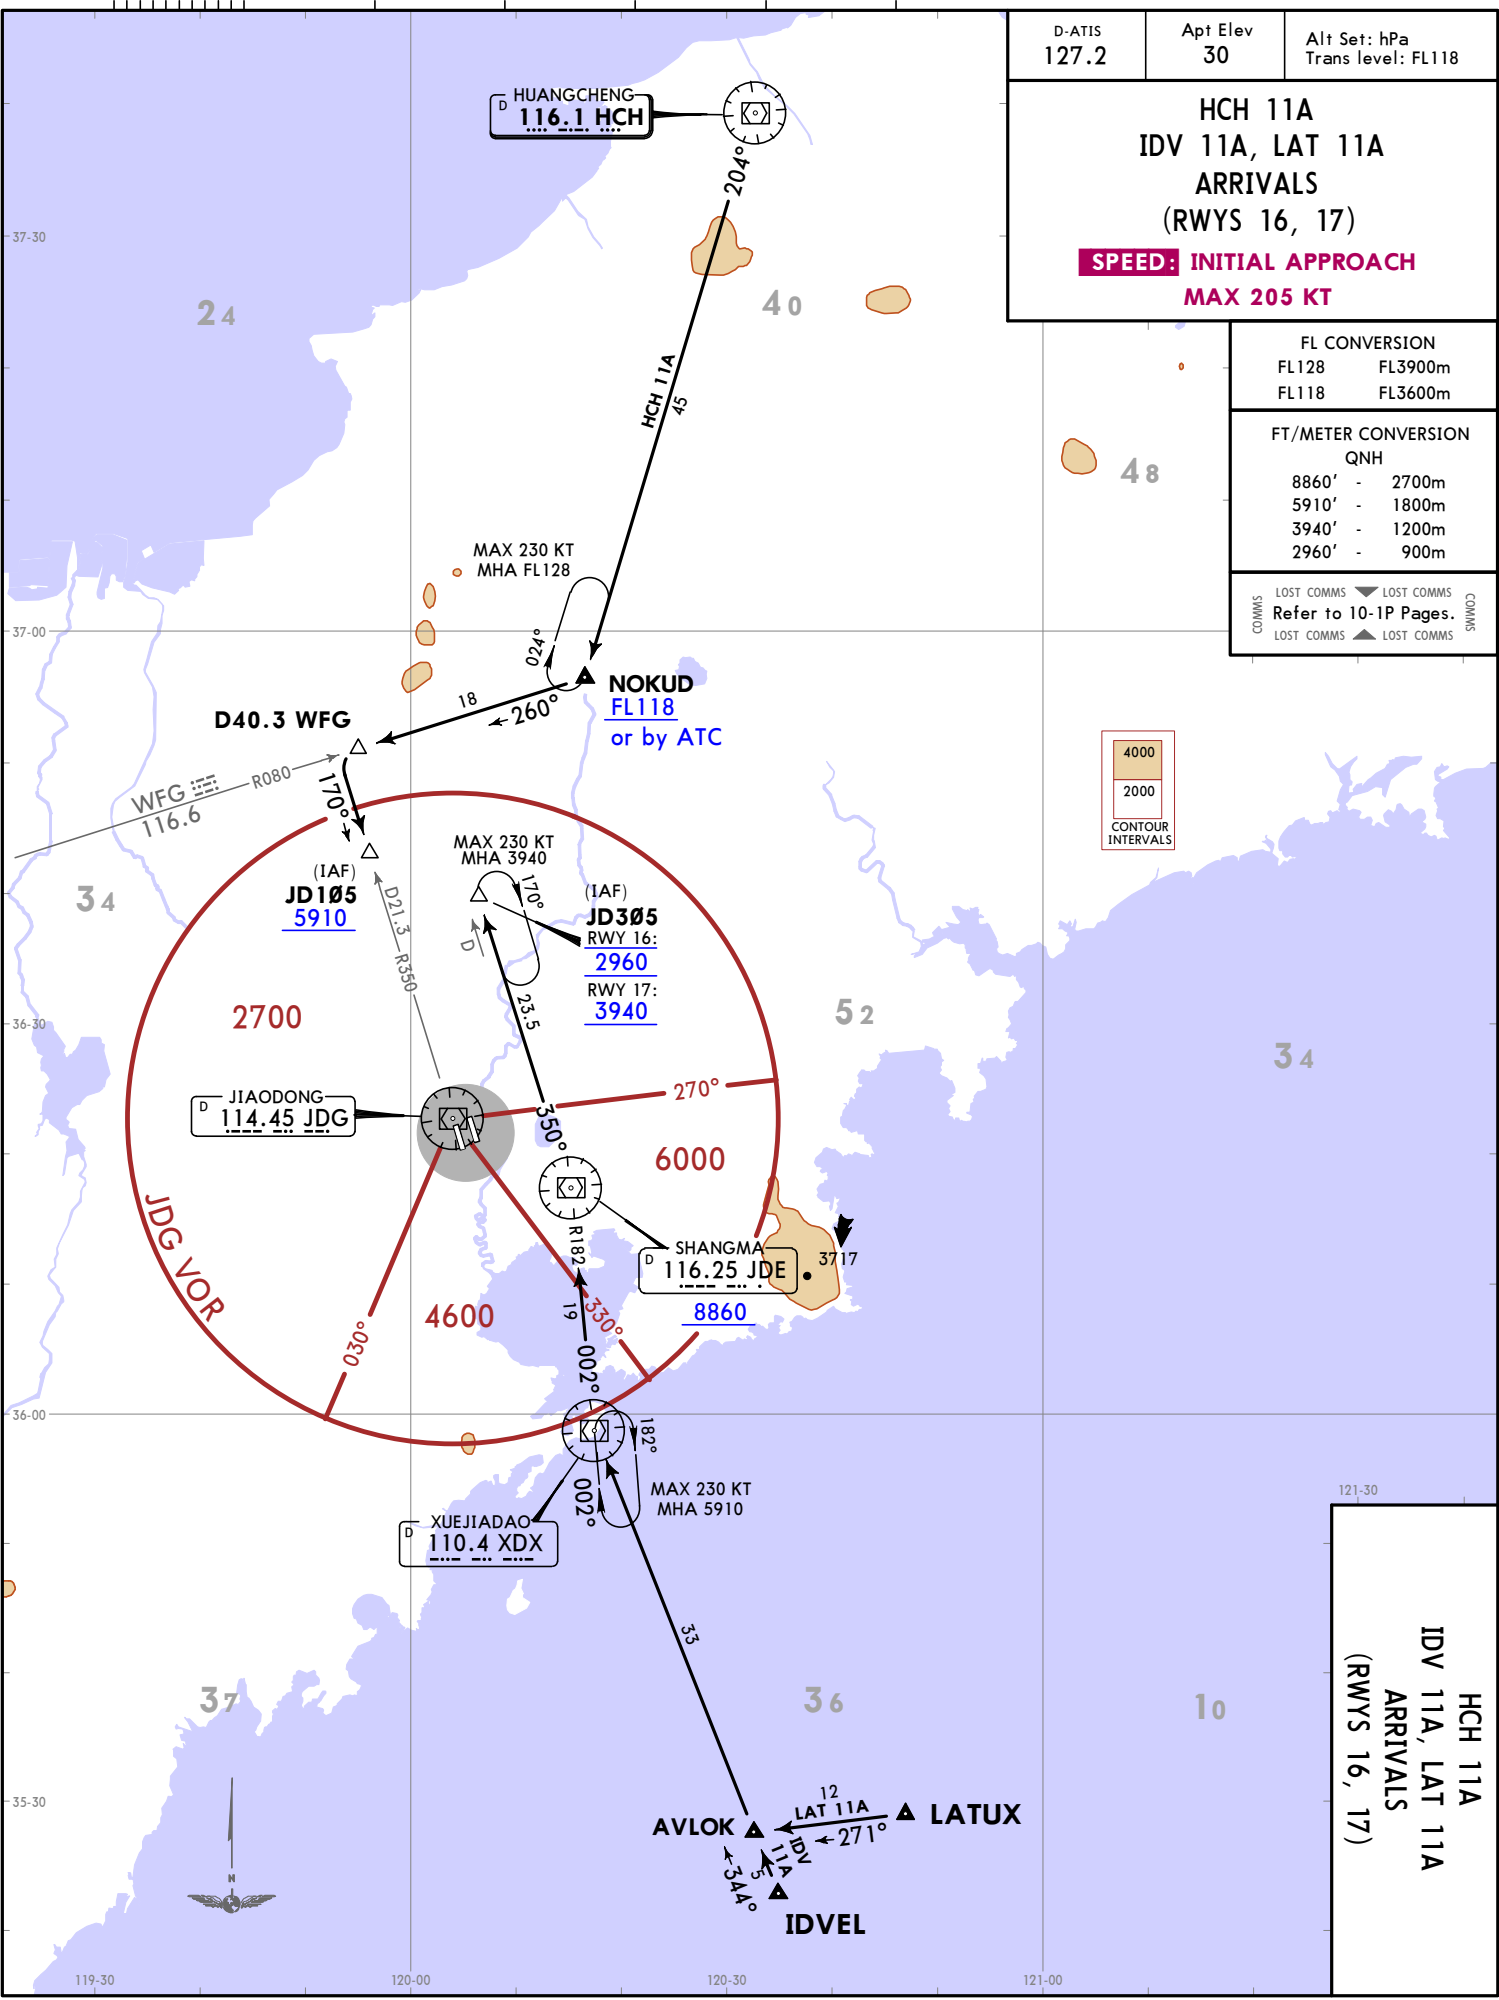 D-ATIS
127.2
Apt Elev
30
Alt Set: hPa
Trans level: FL118
HCH 11A
IDV 11A, LAT 11A
ARRIVALS
(RWYS 16, 17)
SPEED: INITIAL APPROACH
MAX 205 KT
FL CONVERSION
FL128 FL3900m
FL118 FL3600m
FT/METER CONVERSION
QNH
8860' - 2700m
5910' - 1800m
3940' - 1200m
2960' - 900m
LOST COMMS LOST COMMS
COMMS
Refer to 10-1P Pages.
COMMS
LOST COMMS LOST COMMS
HUANGCHENG
D 116.1 HCH
204°
37-30
24
40
HCH 11A
45
48
MAX 230 KT
MHA FL128
024°
37-00
NOKUD
FL118
or by ATC
18
260°
D40.3 WFG
WFG
116.6
R080
170°
4000
2000
CONTOUR
INTERVALS
MAX 230 KT
MHA 3940
170°
(IAF)
JD1Ø5
5910
34
D21.3
R350
D
(IAF)
JD3Ø5
RWY 16:
2960
RWY 17:
3940
23.5
2700
52
34
36-30
JIAODONG
D 114.45 JDG
270°
350°
6000
JDG VOR
R182
SHANGMA
D 116.25 JDE
8860
3717
4600
19
330°
030°
002°
36-00
182°
002°
MAX 230 KT
MHA 5910
XUEJIADAO
D 110.4 XDX
121-30
33
37
36
10
HCH 11A
IDV 11A, LAT 11A
ARRIVALS
(RWYS 16, 17)
35-30
12
LAT 11A
271°
LATUX
AVLOK
IDV
11A
5
344°
IDVEL
N
119-30
120-00
120-30
121-00